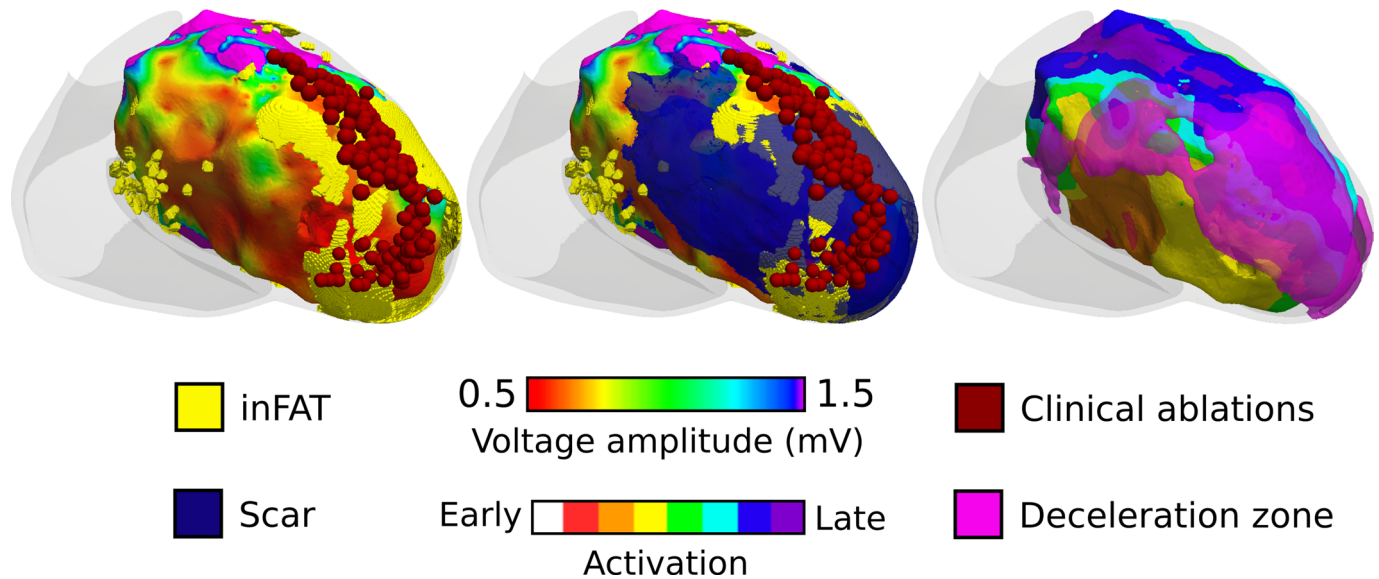 inFAT
0.5 1.5
Voltage amplitude (mV)
Clinical ablations
Scar
Early Late
Activation
Deceleration zone